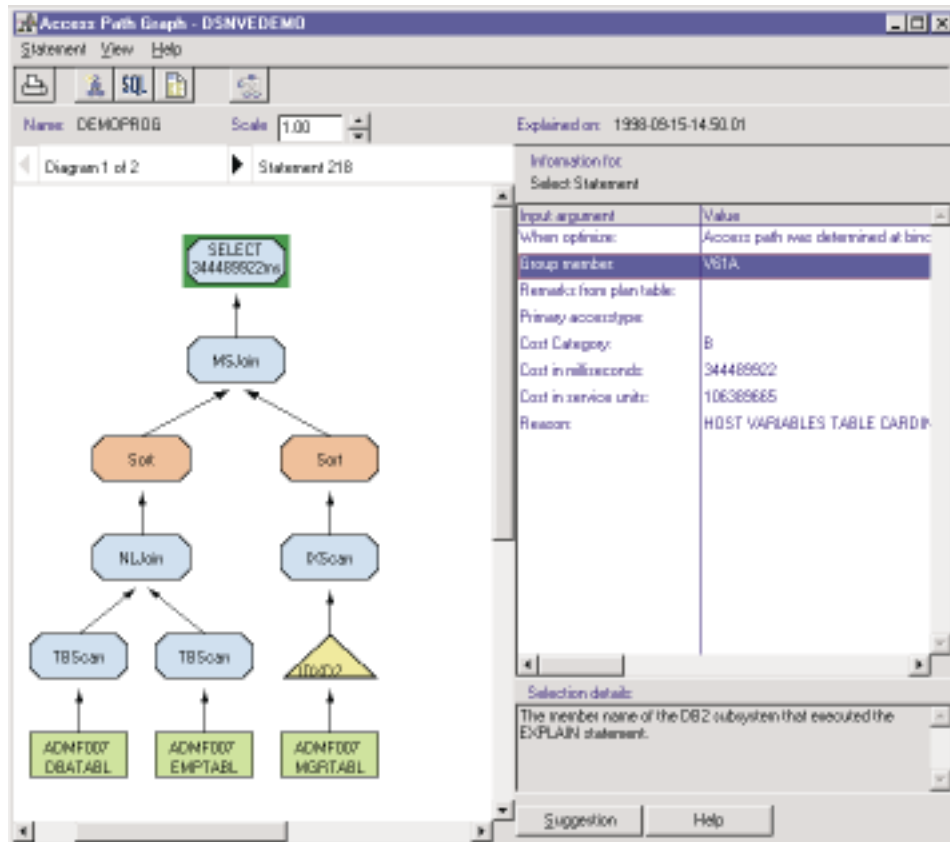 Access Path Graph - DSNVEDEMO
Statement View Help
SQL
Name: DEMOPROG
Scale 1.00
Explained on: 1998-09-15-14.50.01
Diagram 1 of 2
Statement 218
Information for:
Select Statement
Input argument Value
When optimize: Access path was determined at binc
Group member: V61A
Remarks from plan table:
Primary accesstype:
Cost Category: B
Cost in milliseconds: 344489922
Cost in service units: 106389665
Reason: HOST VARIABLES TABLE CARDIN
SELECT
344489922ms
MSJoin
Sort
Sort
NLJoin
IXScan
TBScan
TBScan
ADMF007
DBATABL
ADMF007
EMPTABL
ADMF007
MGRTABL
Selection details:
The member name of the DB2 subsystem that executed the
EXPLAIN statement.
Suggestion
Help